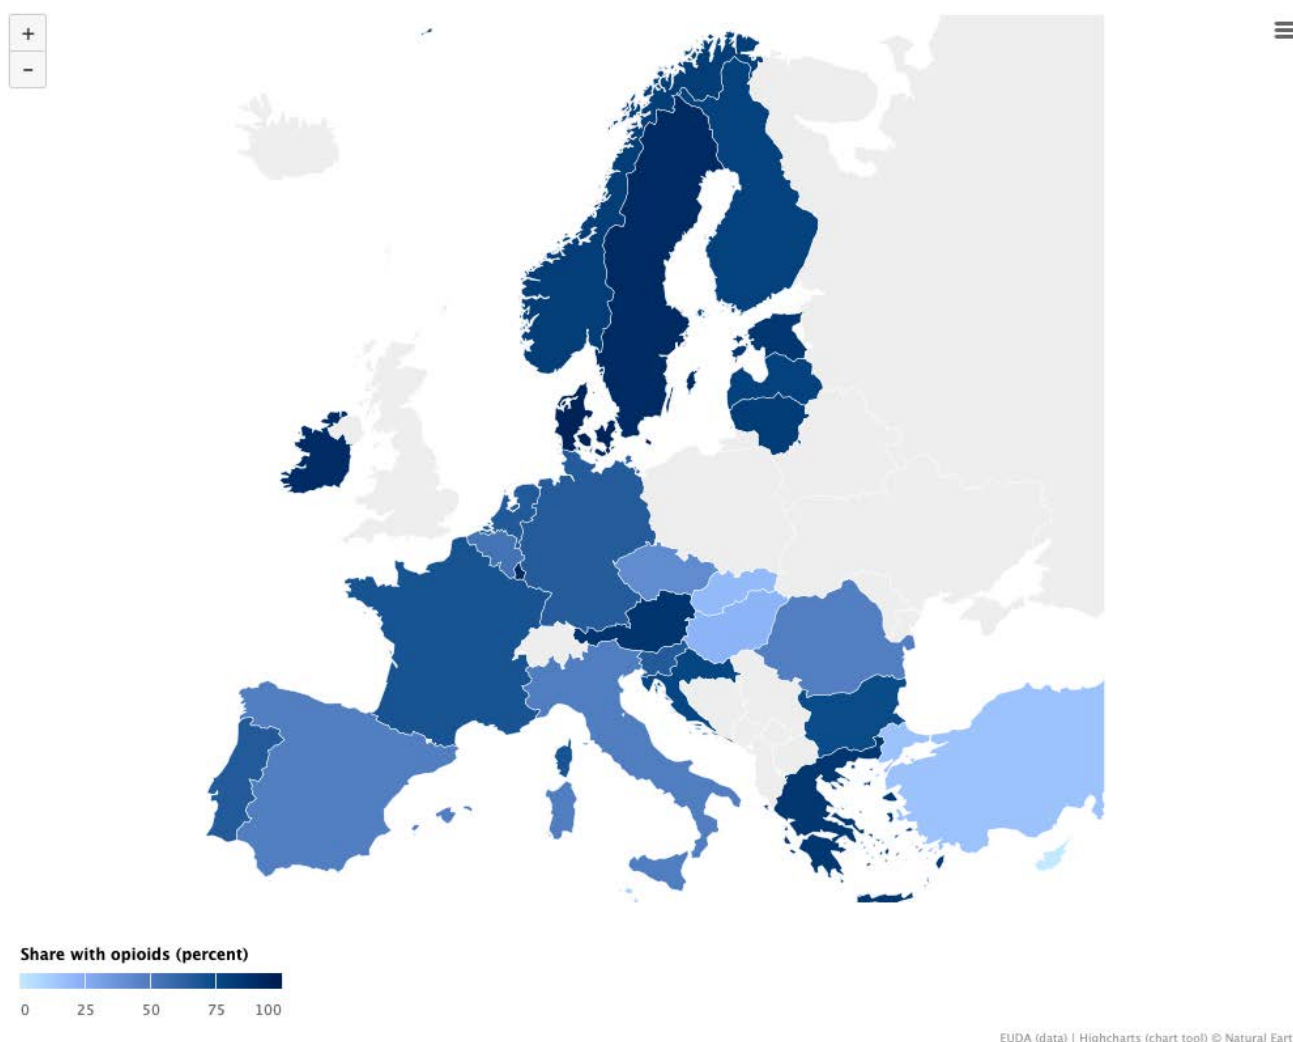 +
−
Share with opioids (percent)
0 25 50 75 100
EUDA (data) | Highcharts (chart tool) © Natural Eart